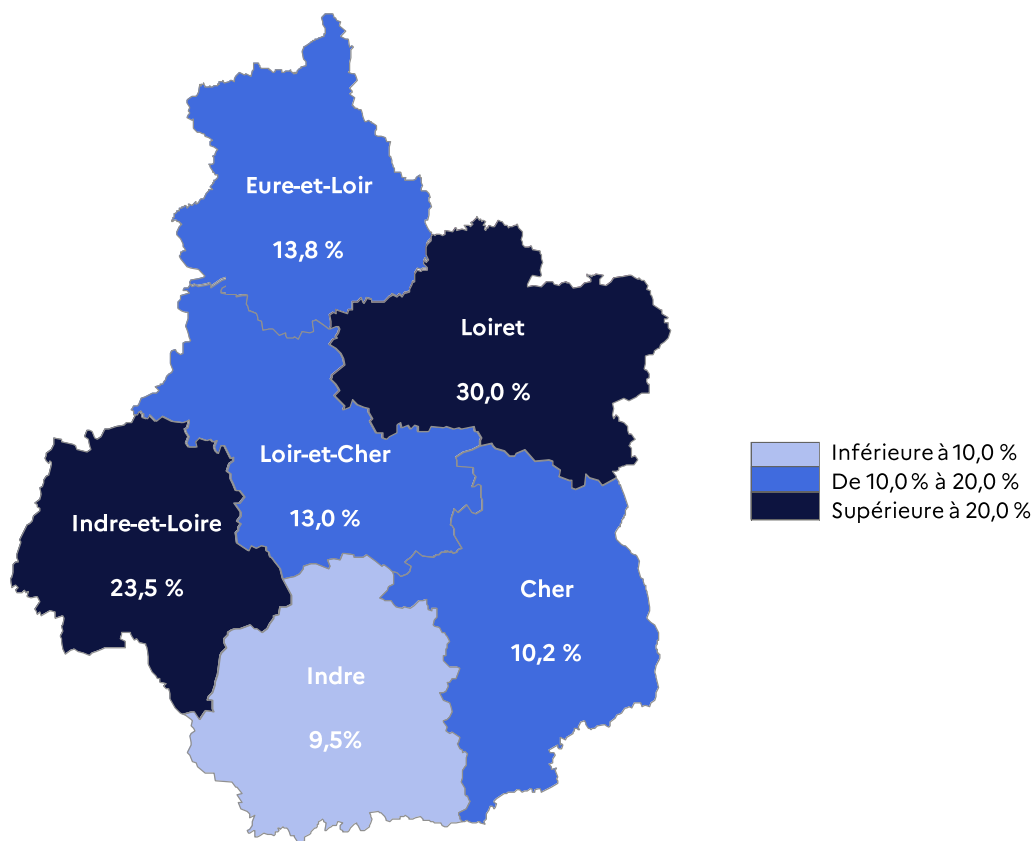 Eure-et-Loir
13,8 %
Loiret
30,0 %
Loir-et-Cher
13,0 %
Indre-et-Loire
23,5 %
Cher
10,2 %
Indre
9,5%
Inférieure à 10,0 %
De 10,0 % à 20,0 %
Supérieure à 20,0 %